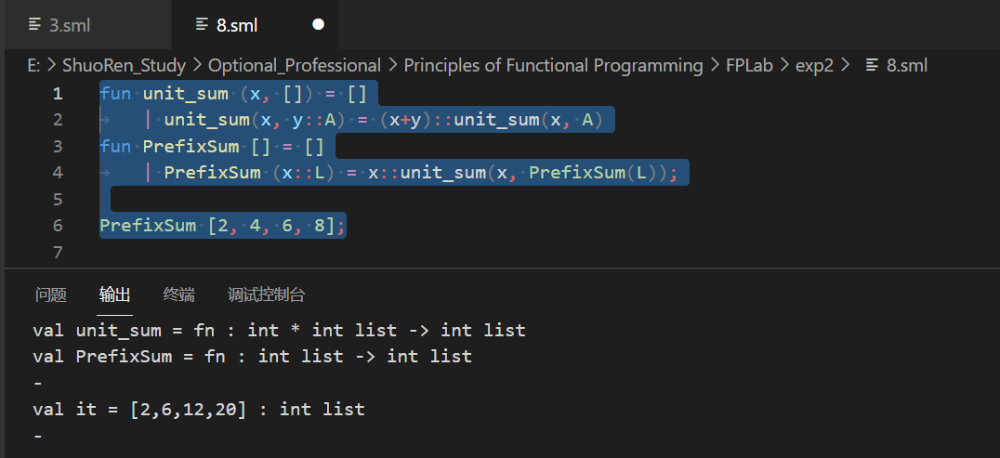 3.sml 8.sml
E: > ShuoRen_Study > Optional_Professional > Principles of Functional Programming > FPLab > exp2 > 8.sml
1 fun unit_sum (x, []) = []
2 | unit_sum(x, y::A) = (x+y)::unit_sum(x, A)
3 fun PrefixSum [] = []
4 | PrefixSum (x::L) = x::unit_sum(x, PrefixSum(L));
5
6 PrefixSum [2, 4, 6, 8];
7
问题 输出 终端 调试控制台
val unit_sum = fn : int * int list -> int list
val PrefixSum = fn : int list -> int list
-
val it = [2,6,12,20] : int list
-